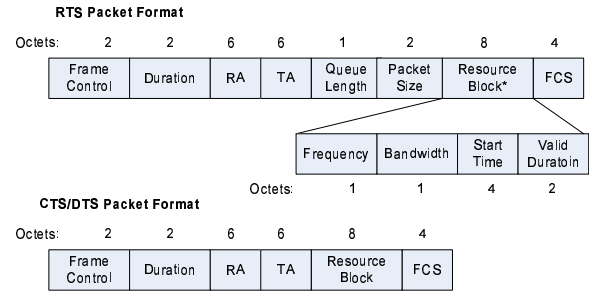 RTS Packet Format
Octets: 2 2 6 6 1 2 8 4
Frame Control Duration RA TA Queue Length Packet Size Resource Block* FCS
Frequency Bandwidth Start Time Valid Duratoin
Octets: 1 1 4 2
CTS/DTS Packet Format
Octets: 2 2 6 6 8 4
Frame Control Duration RA TA Resource Block FCS